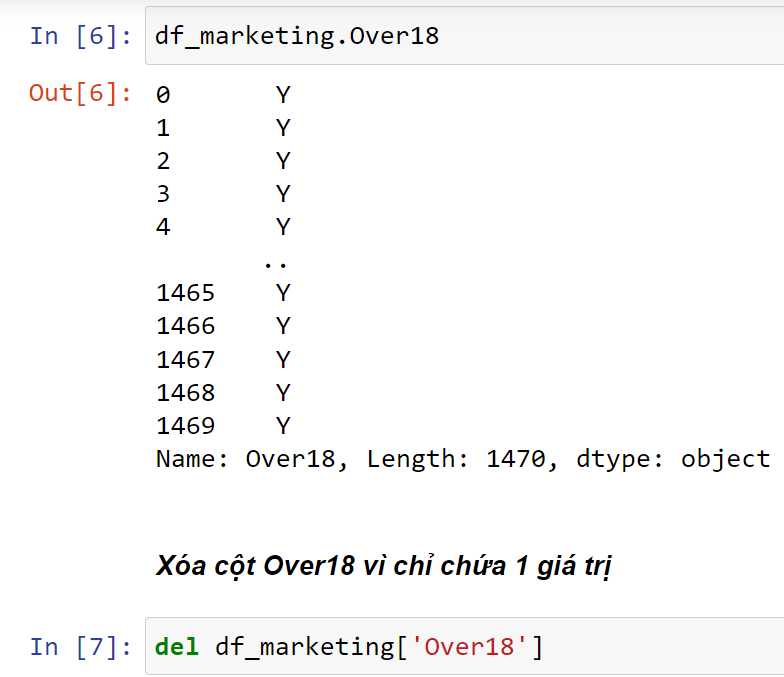 In [6]: df_marketing.Over18
Out[6]: 0 Y
1 Y
2 Y
3 Y
4 Y
..
1465 Y
1466 Y
1467 Y
1468 Y
1469 Y
Name: Over18, Length: 1470, dtype: object
Xóa cột Over18 vì chỉ chứa 1 giá trị
In [7]: del df_marketing['Over18']